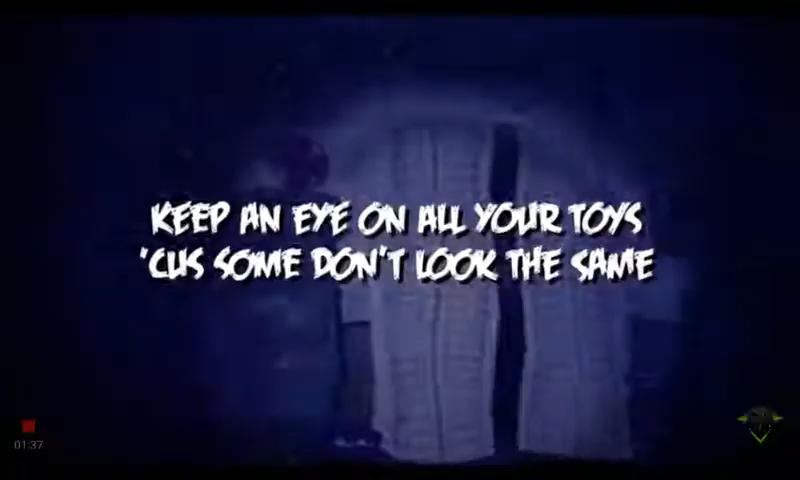 KEEP AN EYE ON ALL YOUR TOYS
'CUS SOME DON'T LOOK THE SAME
01:37